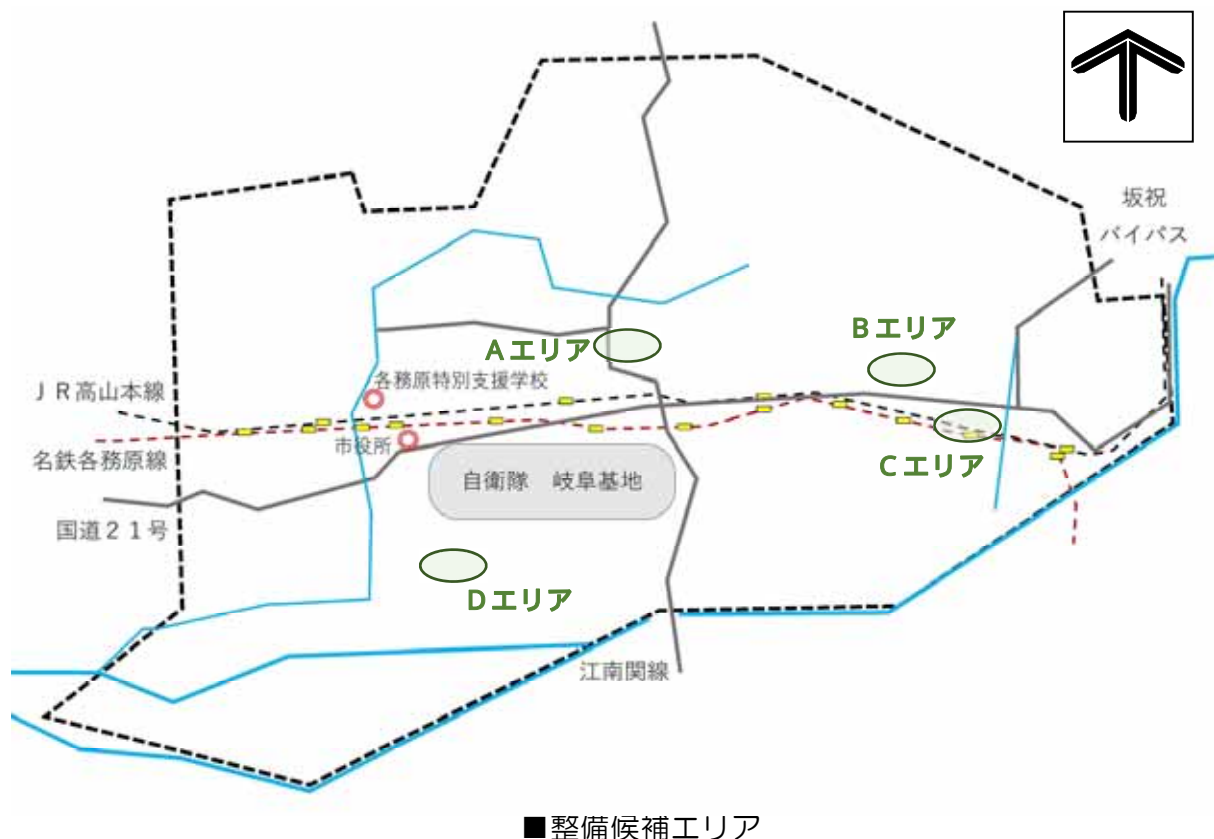 坂祝
バイパス
Bエリア
Aエリア
各務原特別支援学校
JR高山本線
市役所
名鉄各務原線
Cエリア
自衛隊　岐阜基地
国道21号
Dエリア
江南関線
■整備候補エリア